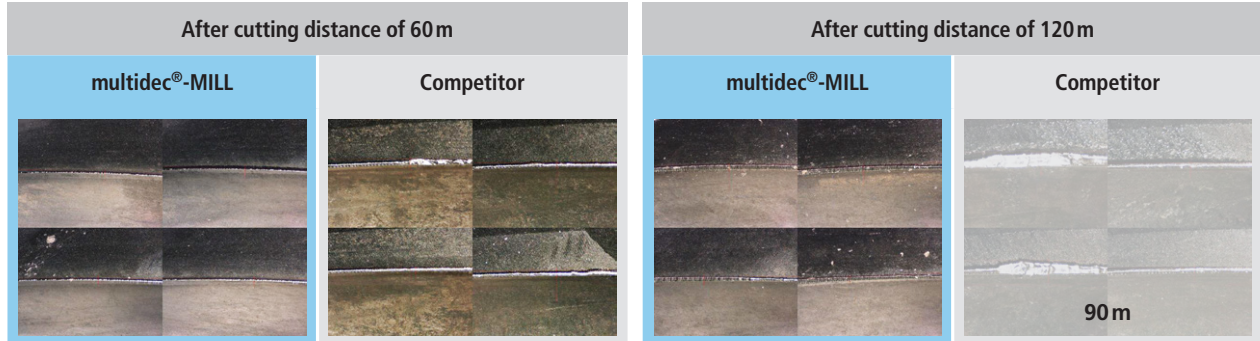 After cutting distance of 60 m
multidec®-MILL
Competitor
After cutting distance of 120 m
multidec®-MILL
Competitor
90 m